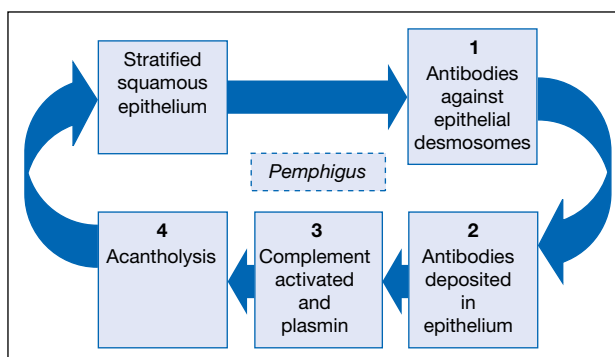 Stratified
squamous
epithelium
1
Antibodies
against
epithelial
desmosomes
Pemphigus
4
Acantholysis
3
Complement
activated
and
plasmin
2
Antibodies
deposited
in
epithelium